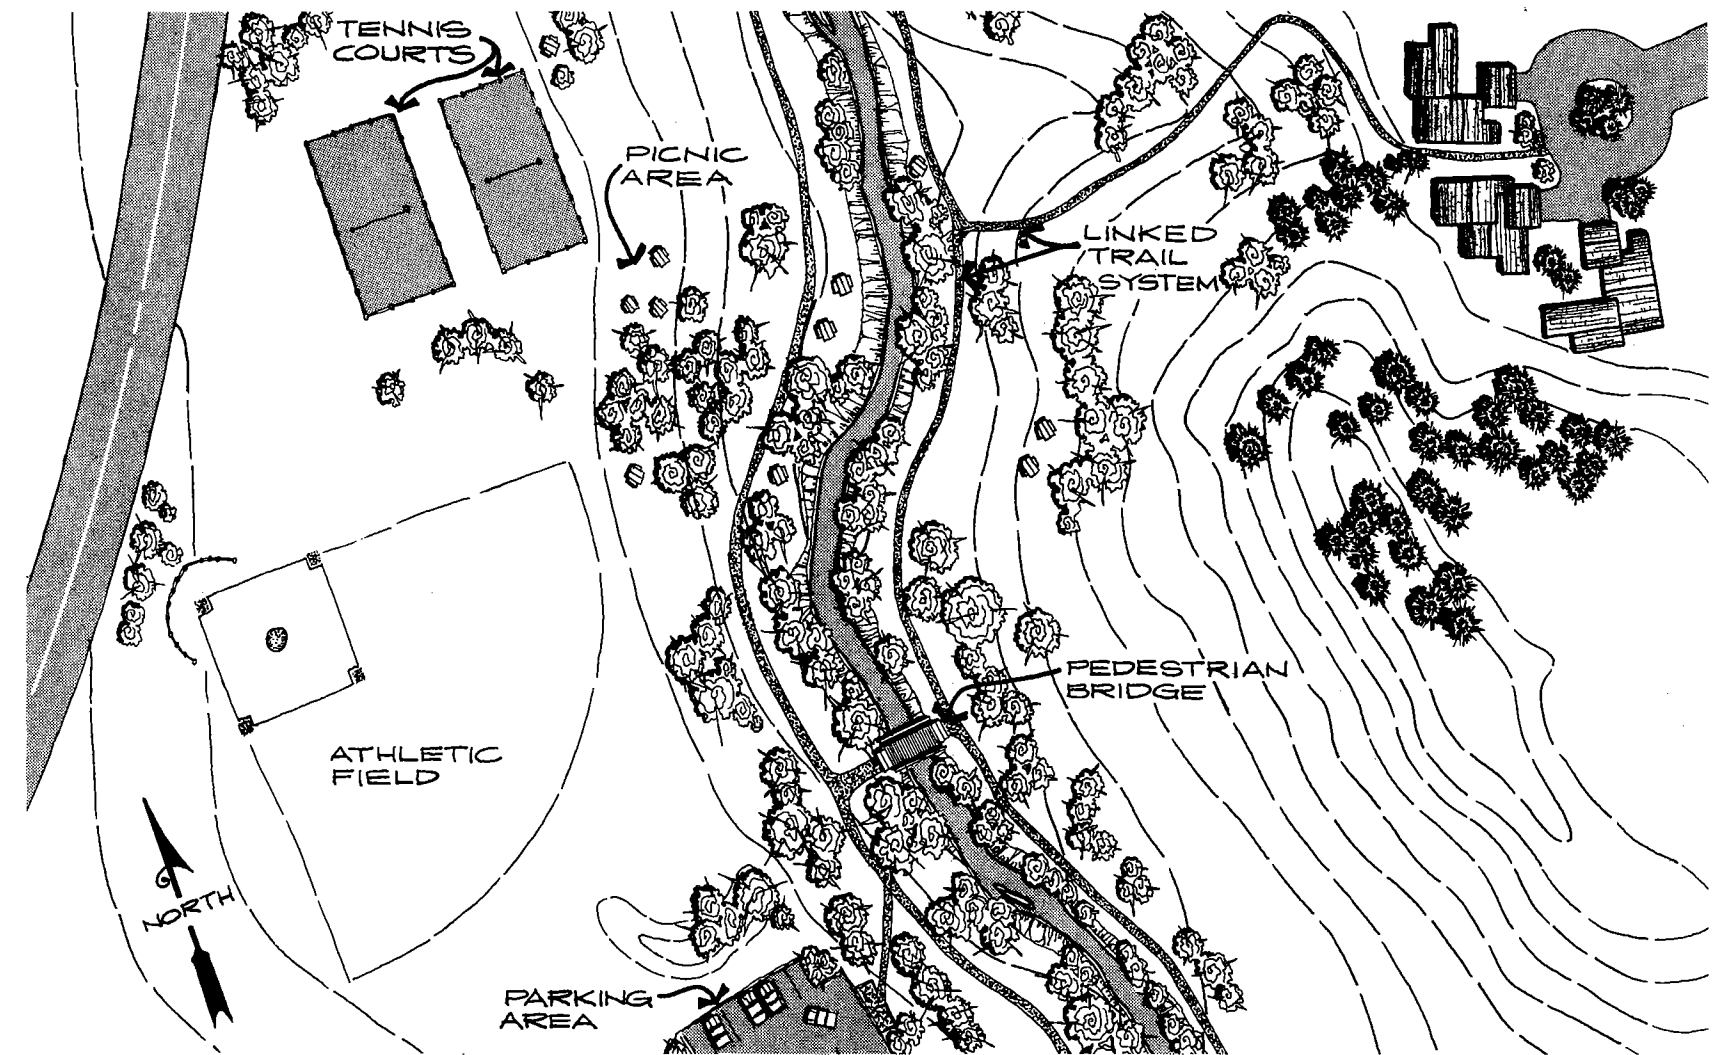 TENNIS
COURTS
PICNIC
AREA
LINKED
TRAIL
SYSTEM
PEDESTRIAN
BRIDGE
ATHLETIC
FIELD
NORTH
PARKING
AREA